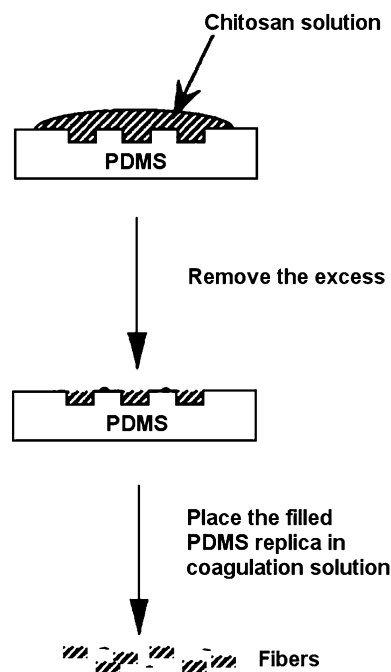 Chitosan solution
PDMS
Remove the excess
PDMS
Place the filled
PDMS replica in
coagulation solution
Fibers